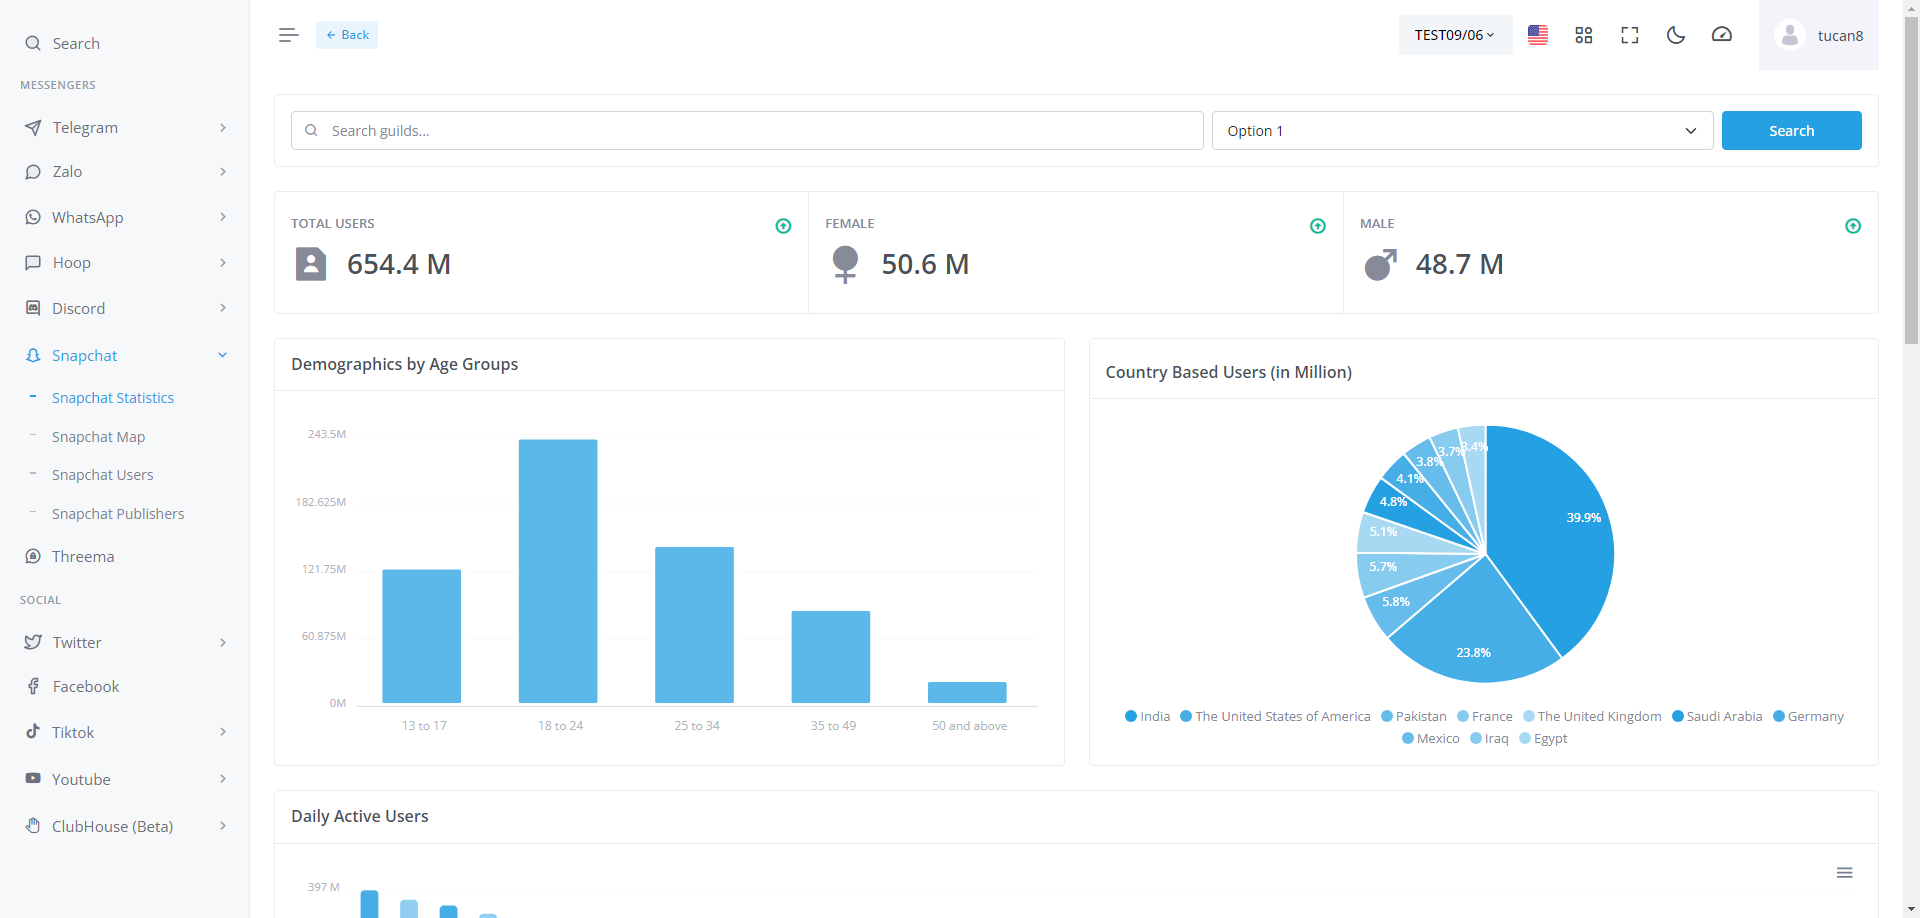 Search
MESSENGERS
Telegram
Zalo
WhatsApp
Hoop
Discord
Snapchat
Snapchat Statistics
Snapchat Map
Snapchat Users
Snapchat Publishers
Threema
SOCIAL
Twitter
Facebook
Tiktok
Youtube
ClubHouse (Beta)
Back
TEST09/06
tucan8
Search guilds...
Option 1
Search
TOTAL USERS
654.4 M
FEMALE
50.6 M
MALE
48.7 M
Demographics by Age Groups
243.5M
182.625M
121.75M
60.875M
0M
13 to 17
18 to 24
25 to 34
35 to 49
50 and above
Country Based Users (in Million)
39.9%
23.8%
5.8%
5.7%
5.1%
4.8%
4.1%
3.8%
3.7%
3.4%
India The United States of America Pakistan France The United Kingdom Saudi Arabia Germany
Mexico Iraq Egypt
Daily Active Users
397 M